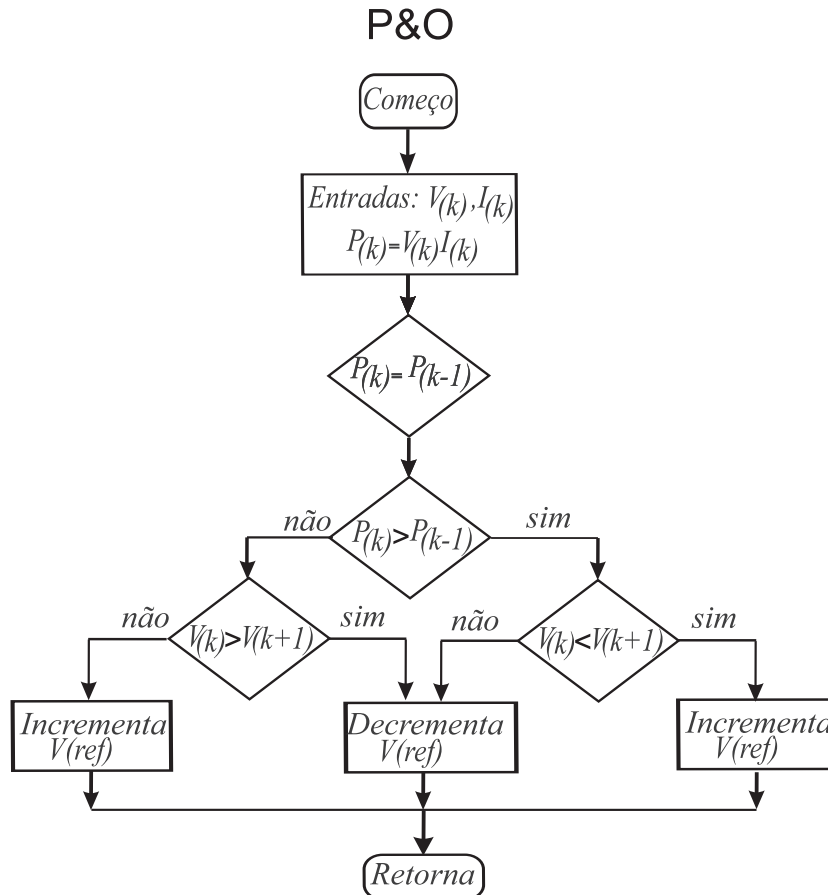 P&O
Começo
Entradas: V(k),I(k)
P(k)=V(k)I(k)
P(k)= P(k-1)
não
P(k)>P(k-1)
sim
não
V(k)>V(k+1)
sim
não
V(k)<V(k+1)
sim
Incrementa
V(ref)
Decrementa
V(ref)
Incrementa
V(ref)
Retorna